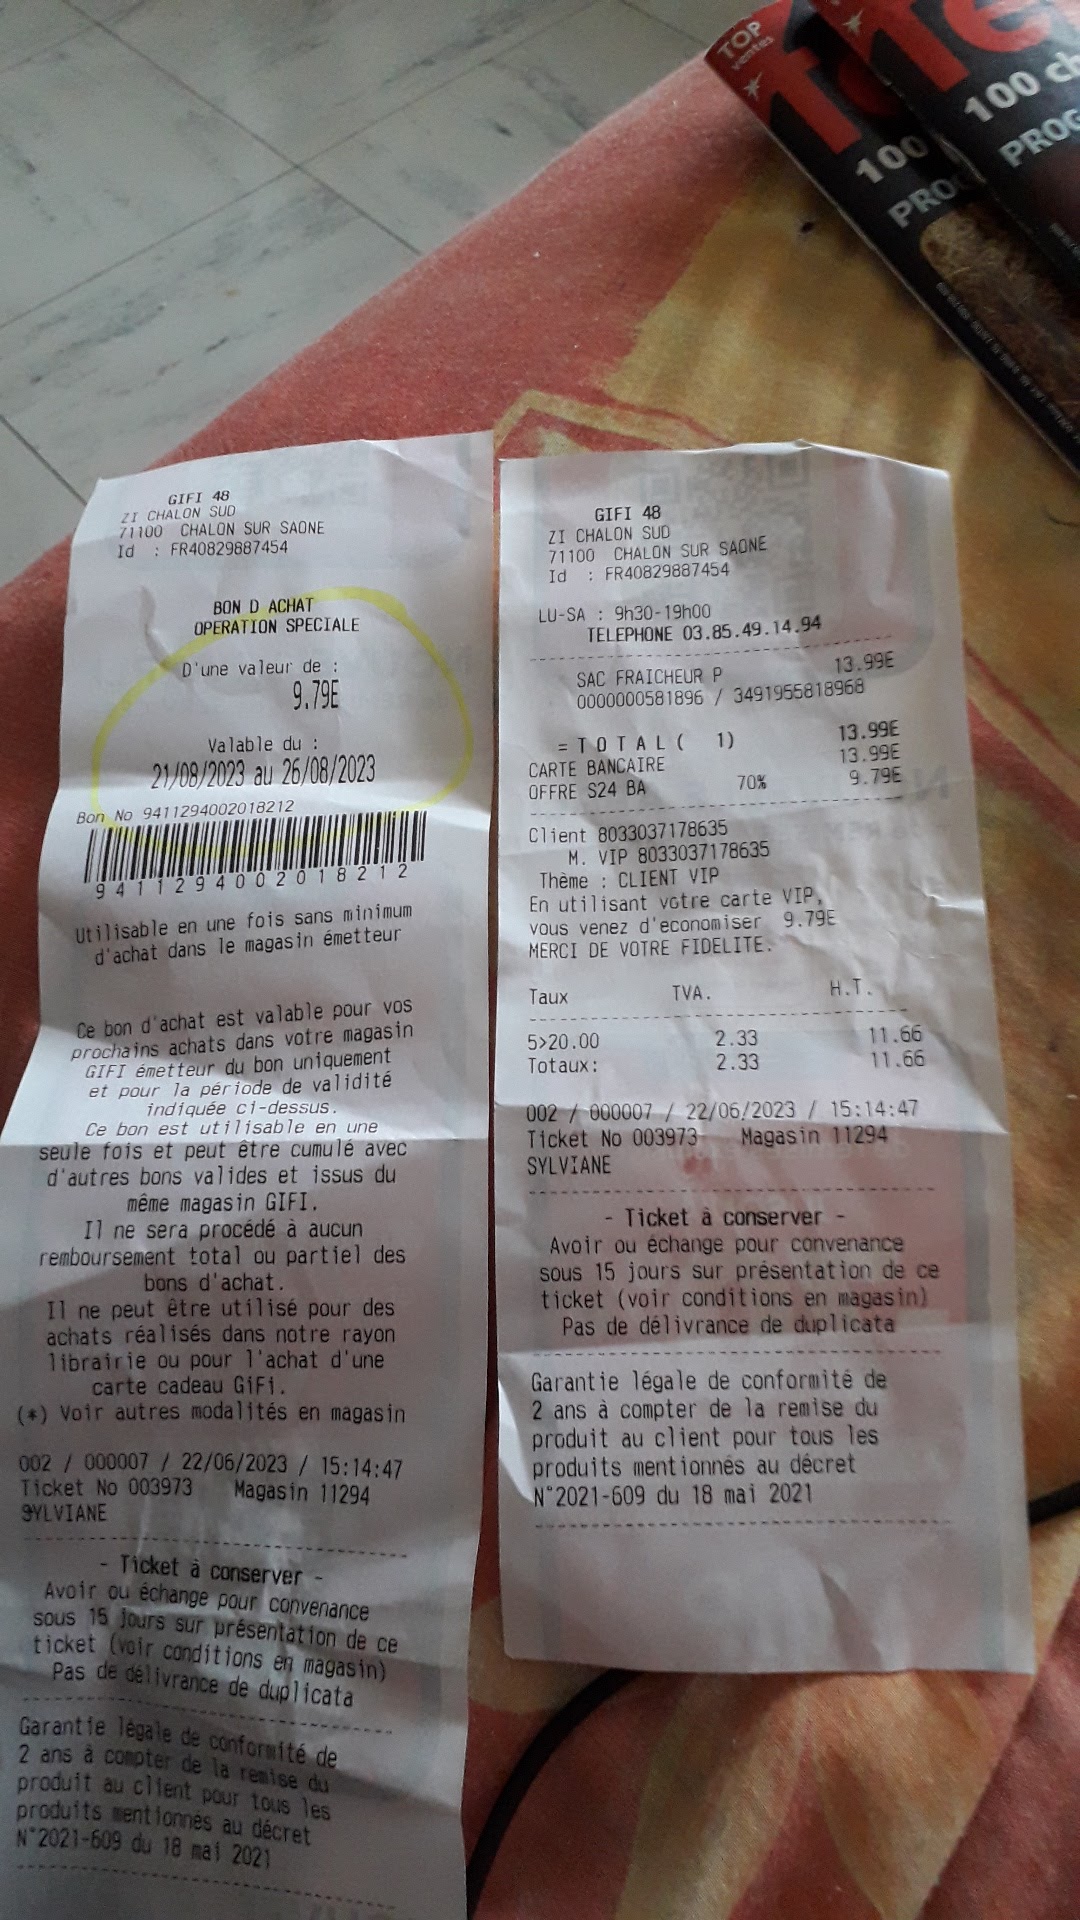 TOP
ventes
100
100 ch
PROG
GIFI 48
ZI CHALON SUD
71100 CHALON SUR SAONE
Id : FR40829887454
BON D ACHAT
OPERATION SPECIALE
D'une valeur de :
9.79E
Valable du :
21/08/2023 au 26/08/2023
Bon No 9411294002018212
9411294002018212
Utilisable en une fois sans minimum
d'achat dans le magasin émetteur
Ce bon d'achat est valable pour vos
prochains achats dans votre magasin
GIFI émetteur du bon uniquement
et pour la période de validité
indiquée ci-dessus.
Ce bon est utilisable en une
seule fois et peut être cumulé avec
d'autres bons valides et issus du
même magasin GIFI.
Il ne sera procédé à aucun
remboursement total ou partiel des
bons d'achat.
Il ne peut être utilisé pour des
achats réalisés dans notre rayon
librairie ou pour l'achat d'une
carte cadeau GiFi.
(*) Voir autres modalités en magasin
002 / 000007 / 22/06/2023 / 15:14:47
Ticket No 003973 Magasin 11294
SYLVIANE
- Ticket à conserver -
Avoir ou échange pour convenance
sous 15 jours sur présentation de ce
ticket (voir conditions en magasin)
Pas de délivrance de duplicata
Garantie légale de conformité de
2 ans à compter de la remise du
produit au client pour tous les
produits mentionnés au décret
N°2021-609 du 18 mai 2021
GIFI 48
ZI CHALON SUD
71100 CHALON SUR SAONE
Id : FR40829887454
LU-SA : 9h30-19h00
TELEPHONE 03.85.49.14.94
SAC FRAICHEUR P 13.99E
0000000581896 / 3491955818968
= T O T A L ( 1) 13.99E
CARTE BANCAIRE 13.99E
OFFRE S24 BA 70% 9.79E
Client 8033037178635
M. VIP 8033037178635
Thème : CLIENT VIP
En utilisant votre carte VIP,
vous venez d'economiser 9.79E
MERCI DE VOTRE FIDELITE.
Taux TVA. H.T.
5>20.00 2.33 11.66
Totaux: 2.33 11.66
002 / 000007 / 22/06/2023 / 15:14:47
Ticket No 003973 Magasin 11294
SYLVIANE
- Ticket à conserver -
Avoir ou échange pour convenance
sous 15 jours sur présentation de ce
ticket (voir conditions en magasin)
Pas de délivrance de duplicata
Garantie légale de conformité de
2 ans à compter de la remise du
produit au client pour tous les
produits mentionnés au décret
N°2021-609 du 18 mai 2021